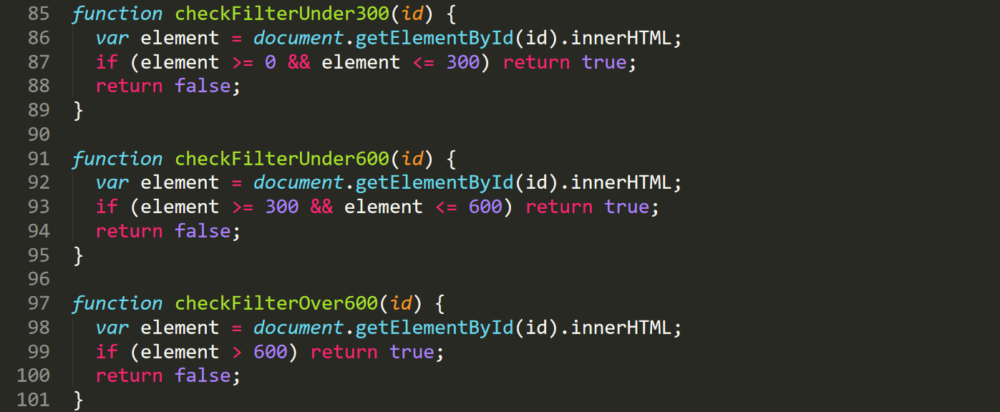 85 function checkFilterUnder300(id) {
86 var element = document.getElementById(id).innerHTML;
87 if (element >= 0 && element <= 300) return true;
88 return false;
89 }
90
91 function checkFilterUnder600(id) {
92 var element = document.getElementById(id).innerHTML;
93 if (element >= 300 && element <= 600) return true;
94 return false;
95 }
96
97 function checkFilterOver600(id) {
98 var element = document.getElementById(id).innerHTML;
99 if (element > 600) return true;
100 return false;
101 }